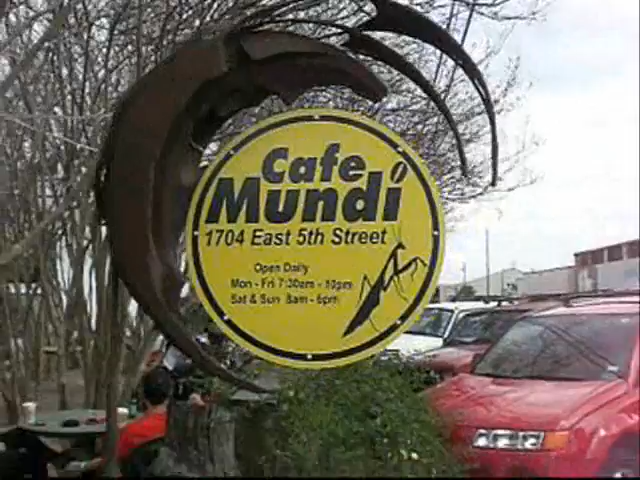 Cafe
Mundi
1704 East 5th Street
Open Daily
Mon - Fri 7:30am - 10pm
Sat & Sun 8am - 6pm